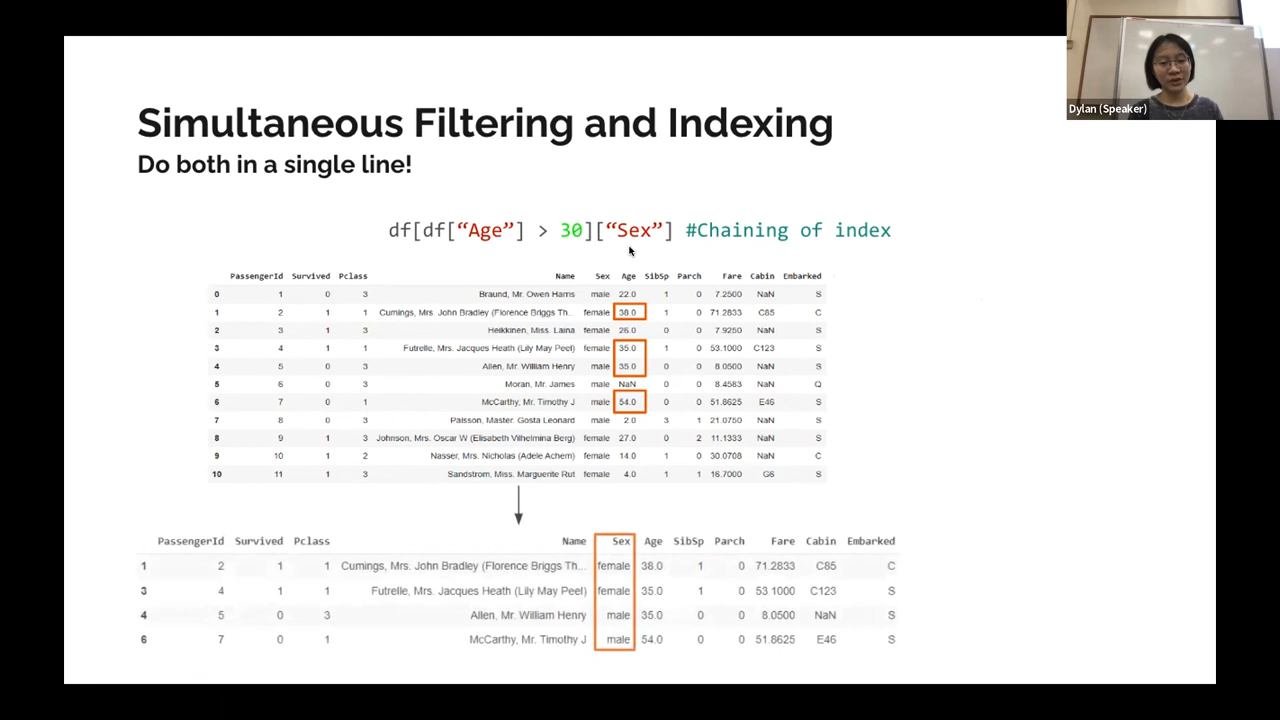 Dylan (Speaker)
Simultaneous Filtering and Indexing
Do both in a single line!
df[df[“Age”] > 30][“Sex”] #Chaining of index
PassengerId Survived Pclass Name Sex Age SibSp Parch Fare Cabin Embarked
0 1 0 3 Braund, Mr. Owen Harris male 22.0 1 0 7.2500 NaN S
1 2 1 1 Cumings, Mrs. John Bradley (Florence Briggs Th... female 38.0 1 0 71.2833 C85 C
2 3 1 3 Heikkinen, Miss. Laina female 26.0 0 0 7.9250 NaN S
3 4 1 1 Futrelle, Mrs. Jacques Heath (Lily May Peel) female 35.0 1 0 53.1000 C123 S
4 5 0 3 Allen, Mr. William Henry male 35.0 0 0 8.0500 NaN S
5 6 0 3 Moran, Mr. James male NaN 0 0 8.4583 NaN Q
6 7 0 1 McCarthy, Mr. Timothy J male 54.0 0 0 51.8625 E46 S
7 8 0 3 Palsson, Master. Gosta Leonard male 2.0 3 1 21.0750 NaN S
8 9 1 3 Johnson, Mrs. Oscar W (Elisabeth Vilhelmina Berg) female 27.0 0 2 11.1333 NaN S
9 10 1 2 Nasser, Mrs. Nicholas (Adele Achem) female 14.0 1 0 30.0708 NaN C
10 11 1 3 Sandstrom, Miss. Marguerite Rut female 4.0 1 1 16.7000 G6 S
PassengerId Survived Pclass Name Sex Age SibSp Parch Fare Cabin Embarked
1 2 1 1 Cumings, Mrs. John Bradley (Florence Briggs Th... female 38.0 1 0 71.2833 C85 C
3 4 1 1 Futrelle, Mrs. Jacques Heath (Lily May Peel) female 35.0 1 0 53.1000 C123 S
4 5 0 3 Allen, Mr. William Henry male 35.0 0 0 8.0500 NaN S
6 7 0 1 McCarthy, Mr. Timothy J male 54.0 0 0 51.8625 E46 S